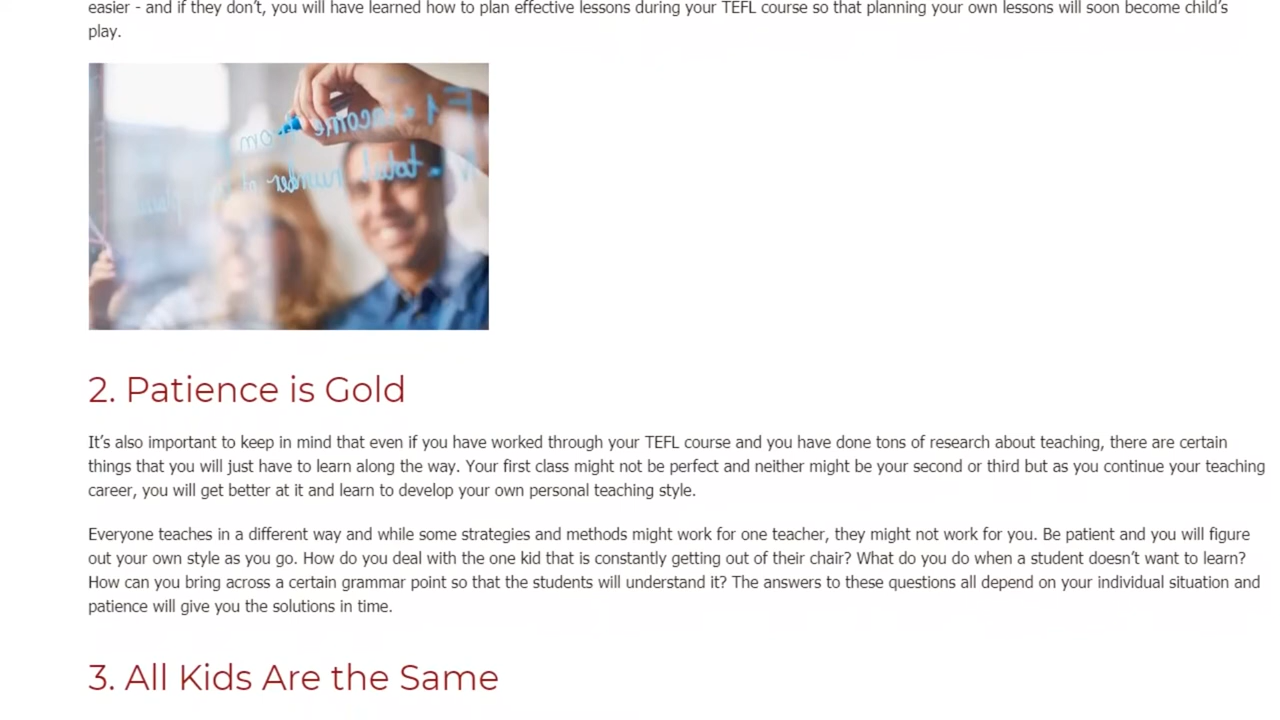 easier - and if they don't, you will have learned how to plan effective lessons during your TEFL course so that planning your own lessons will soon become child's
play.
F1 + income from
N - total number of
2. Patience is Gold
It's also important to keep in mind that even if you have worked through your TEFL course and you have done tons of research about teaching, there are certain
things that you will just have to learn along the way. Your first class might not be perfect and neither might be your second or third but as you continue your teaching
career, you will get better at it and learn to develop your own personal teaching style.
Everyone teaches in a different way and while some strategies and methods might work for one teacher, they might not work for you. Be patient and you will figure
out your own style as you go. How do you deal with the one kid that is constantly getting out of their chair? What do you do when a student doesn't want to learn?
How can you bring across a certain grammar point so that the students will understand it? The answers to these questions all depend on your individual situation and
patience will give you the solutions in time.
3. All Kids Are the Same